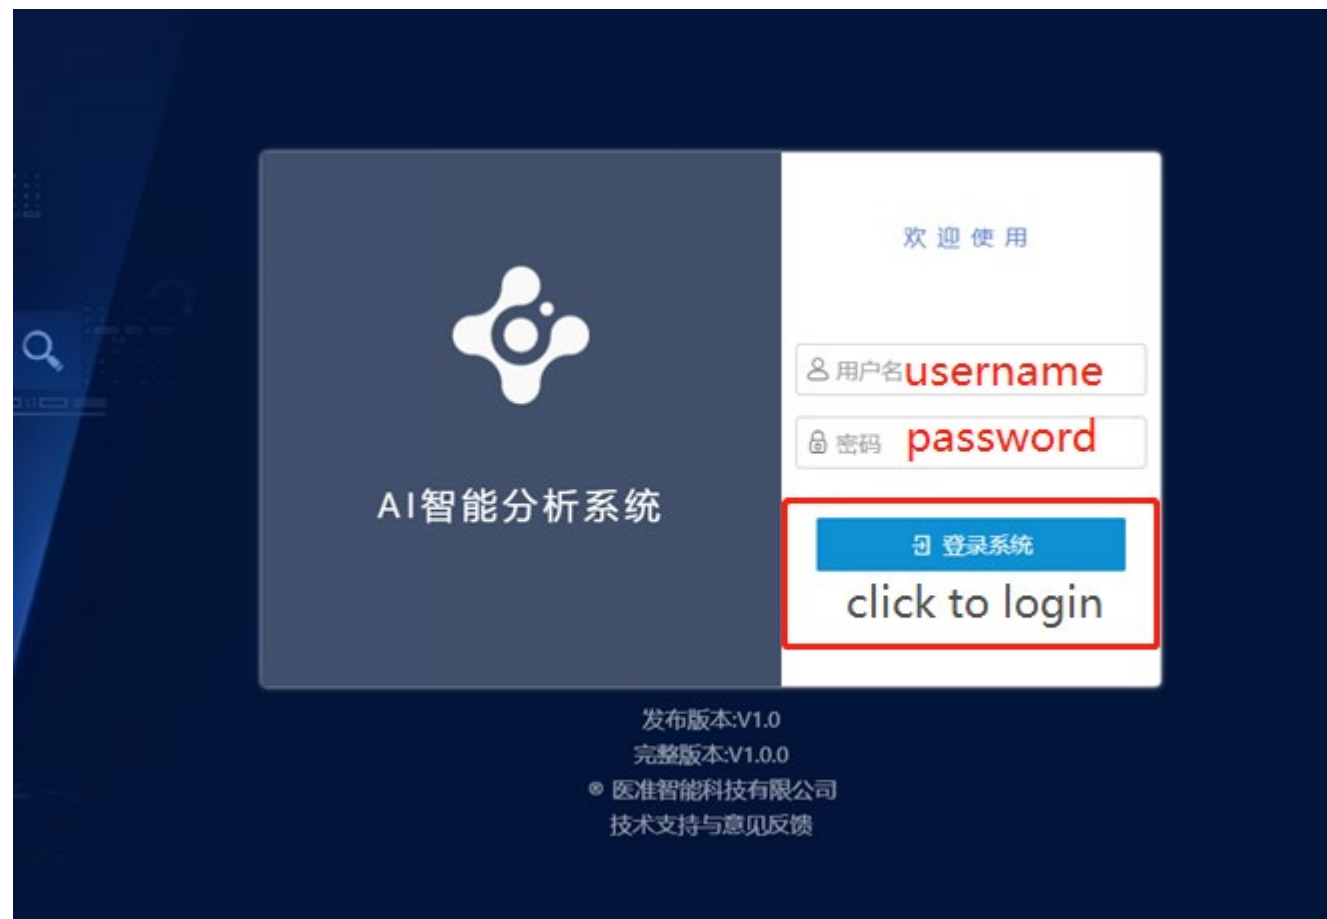 欢迎使用
用户名username
密码 password
AI智能分析系统
登录系统
click to login
发布版本:V1.0
完整版本:V1.0.0
® 医准智能科技有限公司
技术支持与意见反馈